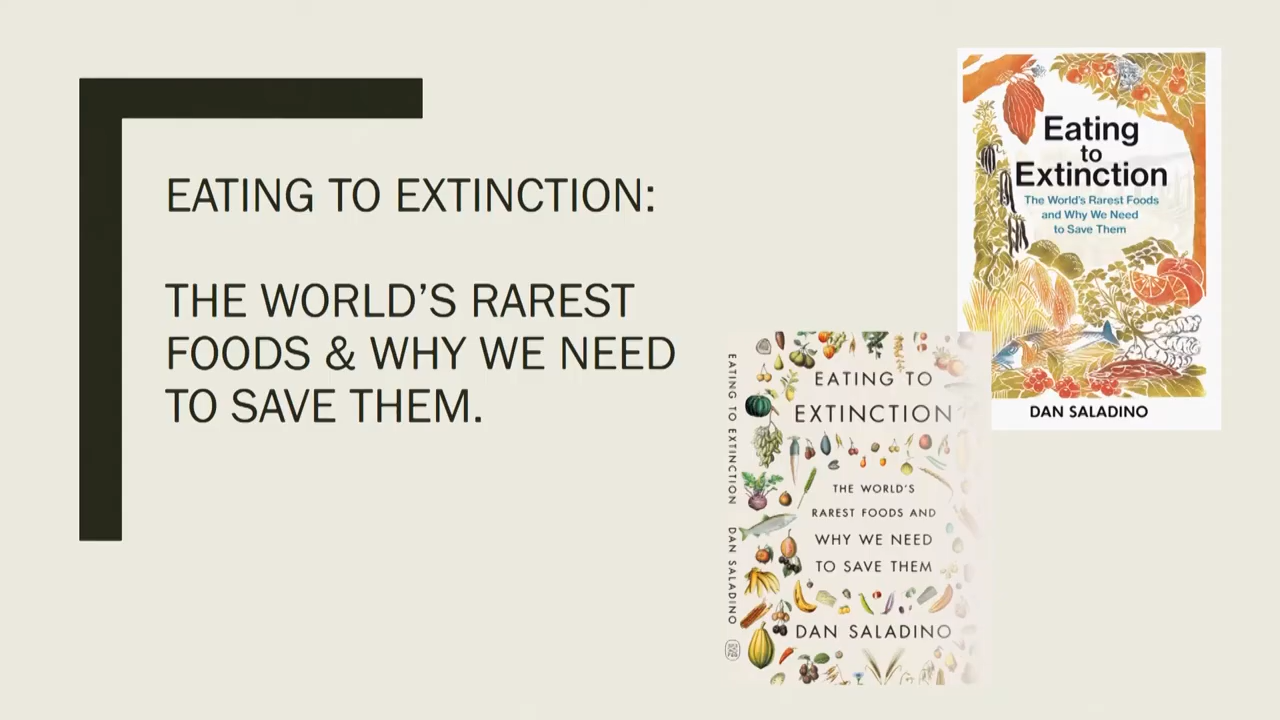 EATING TO EXTINCTION:
THE WORLD'S RAREST
FOODS & WHY WE NEED
TO SAVE THEM.
Eating
to
Extinction
The World's Rarest Foods
and Why We Need
to Save Them
DAN SALADINO
EATING TO EXTINCTION DAN SALADINO
EATING TO
EXTINCTION
THE WORLD'S
RAREST FOODS AND
WHY WE NEED
TO SAVE THEM
DAN SALADINO